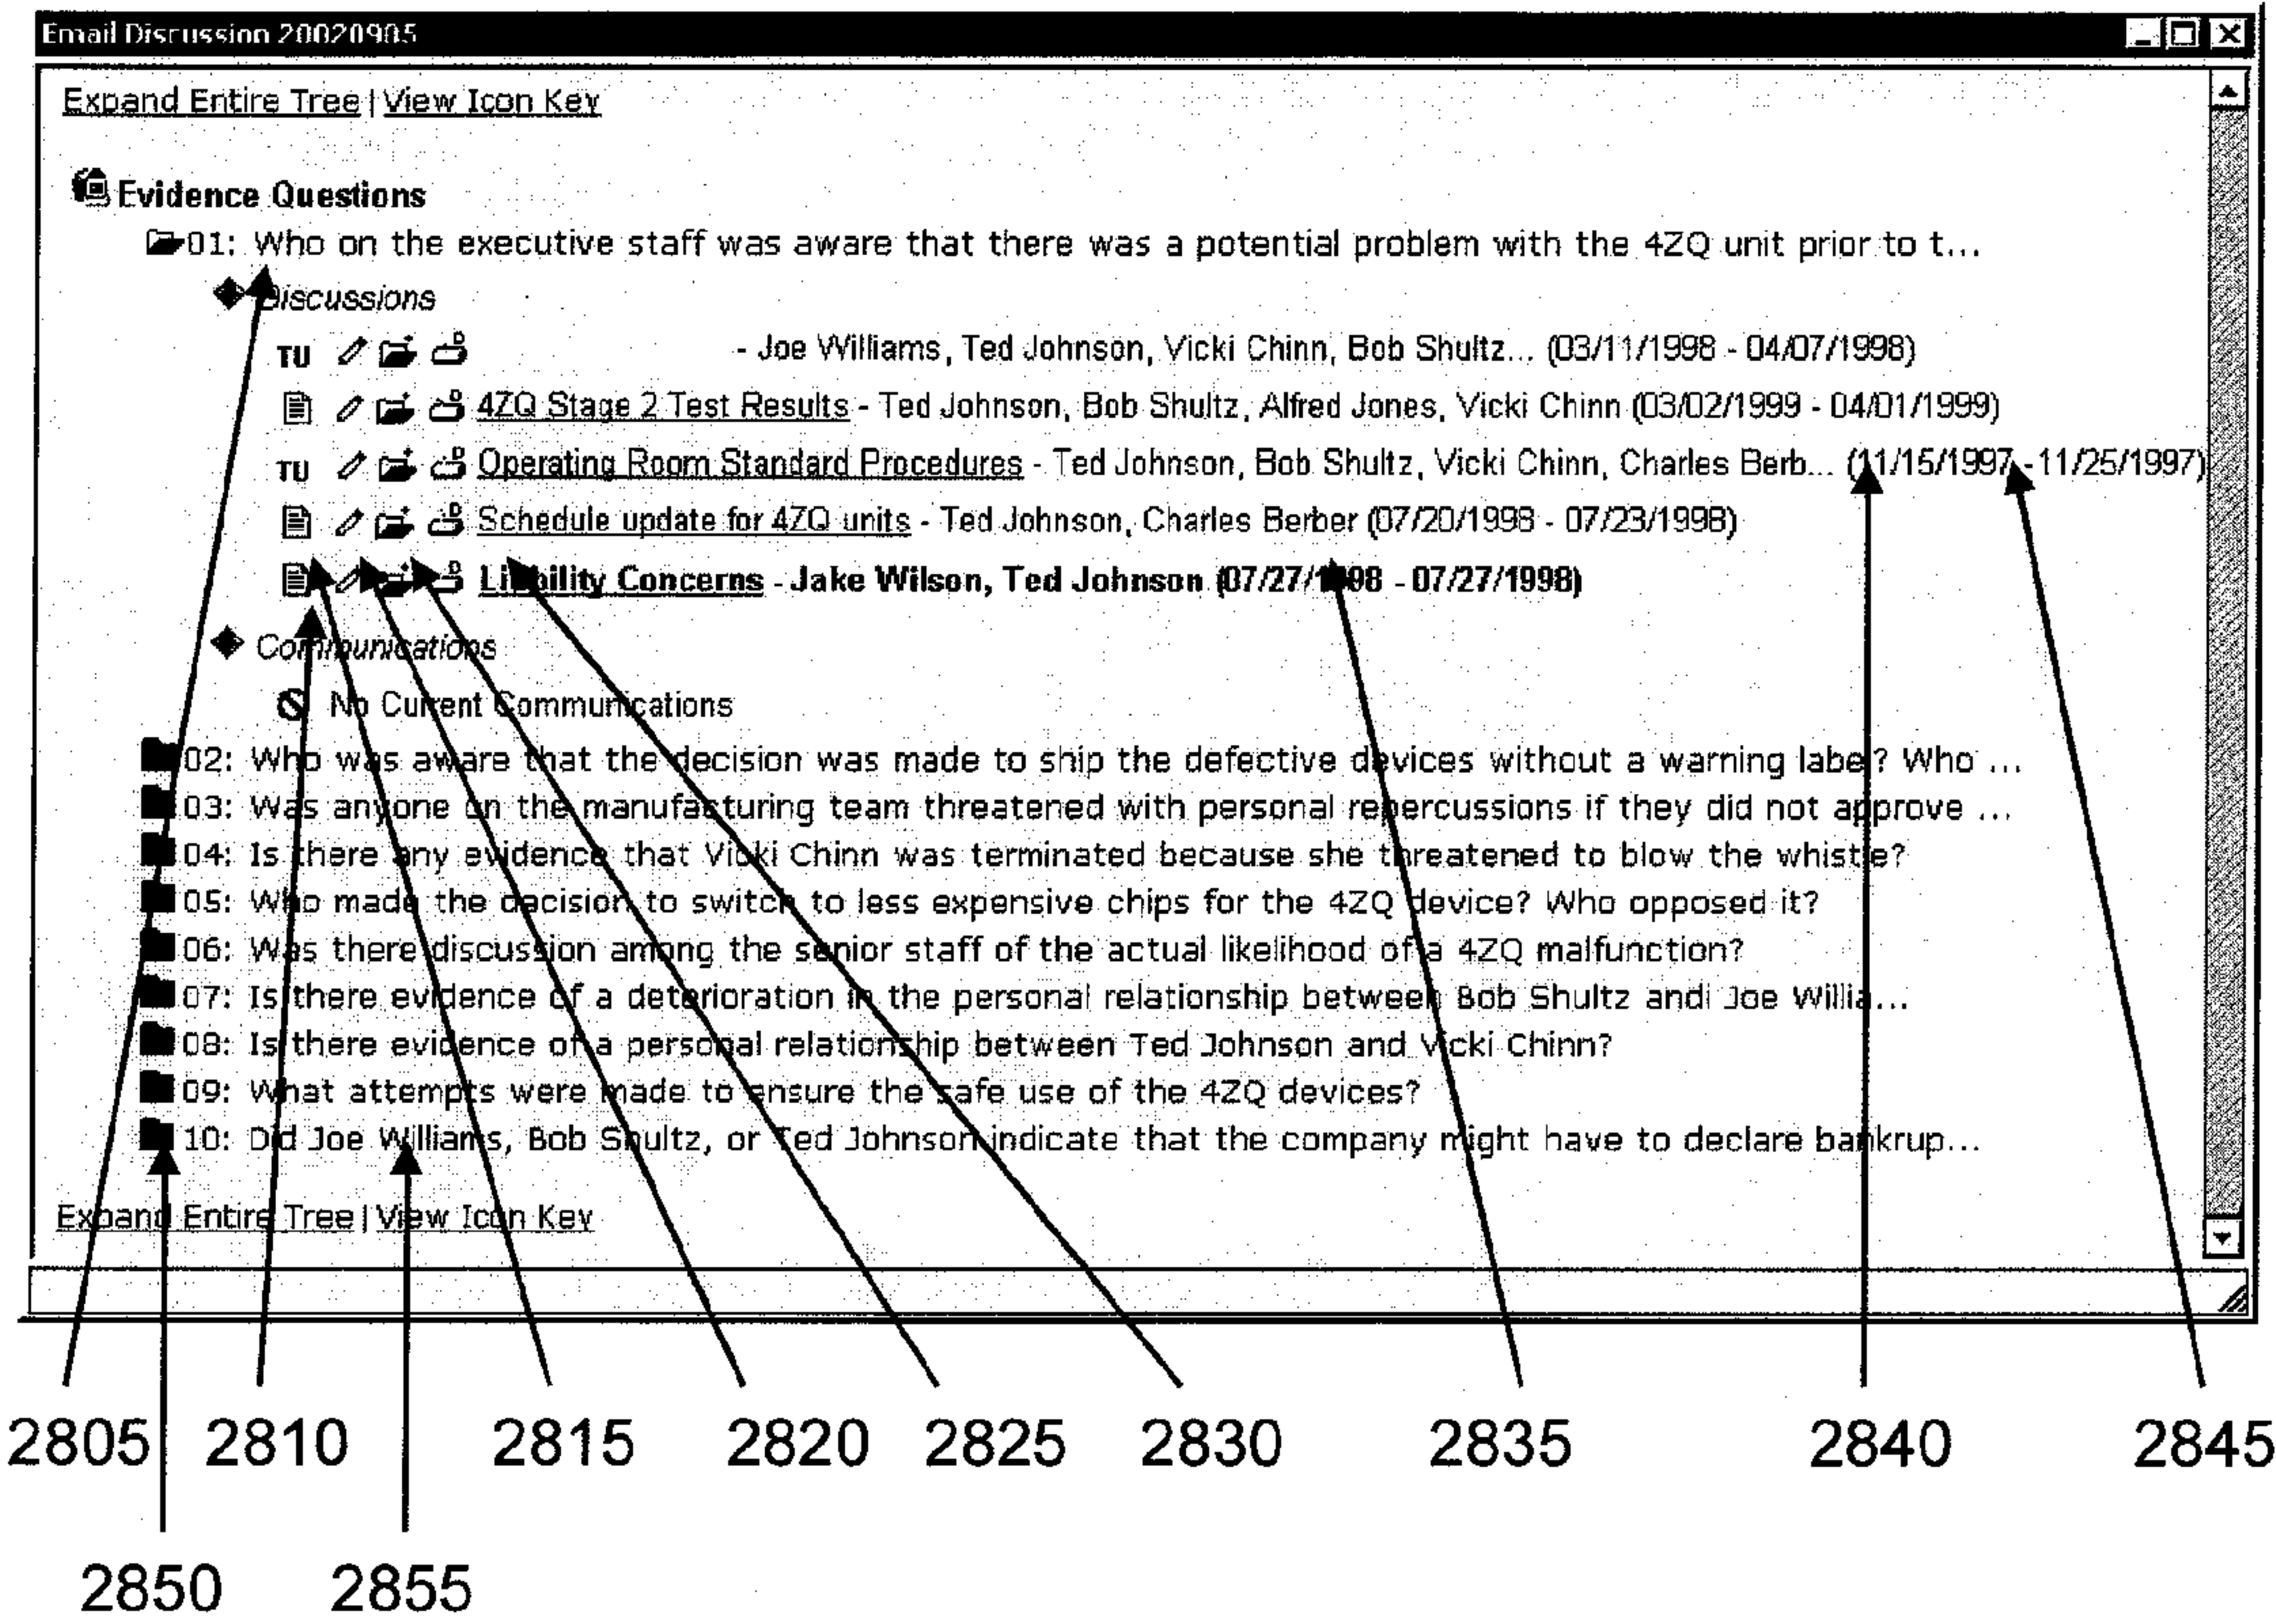 Email Discussion 20020905
Expand Entire Tree | View Icon Key
Evidence Questions
01: Who on the executive staff was aware that there was a potential problem with the 4ZQ unit prior to t...
Discussions
TU - Joe Williams, Ted Johnson, Vicki Chinn, Bob Shultz... (03/11/1998 - 04/07/1998)
4ZQ Stage 2 Test Results - Ted Johnson, Bob Shultz, Alfred Jones, Vicki Chinn (03/02/1999 - 04/01/1999)
TU Operating Room Standard Procedures - Ted Johnson, Bob Shultz, Vicki Chinn, Charles Berb... (11/15/1997 - 11/25/1997)
Schedule update for 4ZQ units - Ted Johnson, Charles Berber (07/20/1998 - 07/23/1998)
Liability Concerns - Jake Wilson, Ted Johnson (07/27/1998 - 07/27/1998)
Communications
No Current Communications
02: Who was aware that the decision was made to ship the defective devices without a warning label? Who ...
03: Was anyone on the manufacturing team threatened with personal repercussions if they did not approve ...
04: Is there any evidence that Vicki Chinn was terminated because she threatened to blow the whistle?
05: Who made the decision to switch to less expensive chips for the 4ZQ device? Who opposed it?
06: Was there discussion among the senior staff of the actual likelihood of a 4ZQ malfunction?
07: Is there evidence of a deterioration in the personal relationship between Bob Shultz andi Joe Willia...
08: Is there evidence of a personal relationship between Ted Johnson and Vicki Chinn?
09: What attempts were made to ensure the safe use of the 4ZQ devices?
10: Did Joe Williams, Bob Shultz, or Ted Johnson indicate that the company might have to declare bankrup...
Expand Entire Tree | View Icon Key
2805 2810 2815 2820 2825 2830 2835 2840 2845
2850 2855